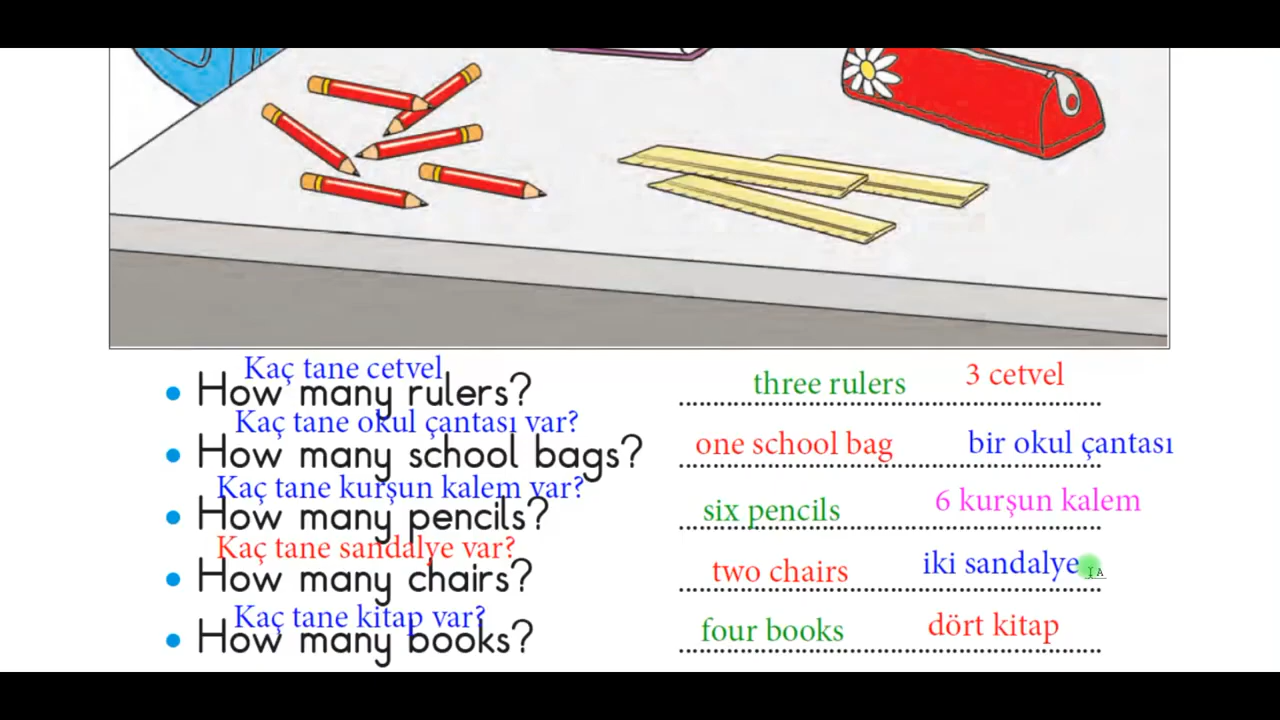 Kaç tane cetvel
How many rulers? three rulers 3 cetvel
Kaç tane okul çantası var?
How many school bags? one school bag bir okul çantası
Kaç tane kurşun kalem var?
How many pencils? six pencils 6 kurşun kalem
Kaç tane sandalye var?
How many chairs? two chairs iki sandalye
Kaç tane kitap var?
How many books? four books dört kitap